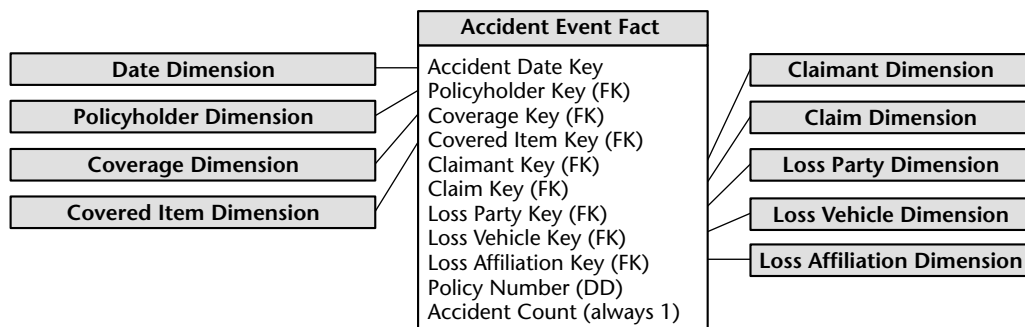 Accident Event Fact
Date Dimension
Policyholder Dimension
Coverage Dimension
Covered Item Dimension
Accident Date Key
Policyholder Key (FK)
Coverage Key (FK)
Covered Item Key (FK)
Claimant Key (FK)
Claim Key (FK)
Loss Party Key (FK)
Loss Vehicle Key (FK)
Loss Affiliation Key (FK)
Policy Number (DD)
Accident Count (always 1)
Claimant Dimension
Claim Dimension
Loss Party Dimension
Loss Vehicle Dimension
Loss Affiliation Dimension